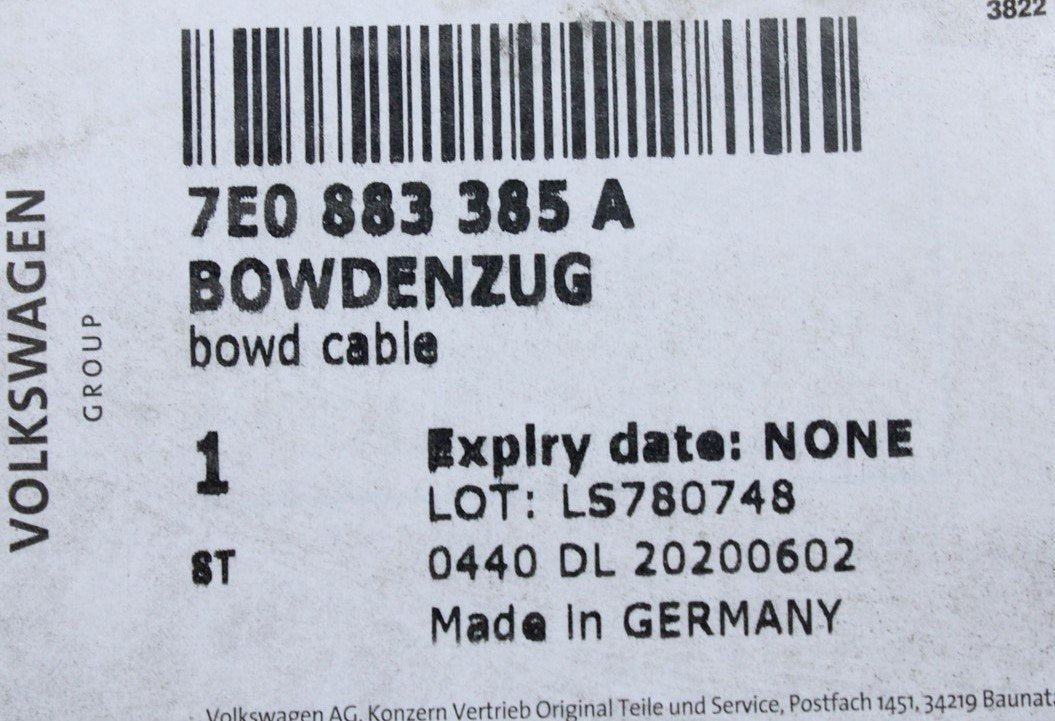 3822
7E0 883 385 A
BOWDENZUG
bowd cable
VOLKSWAGEN
GROUP
1
Expiry date: NONE
LOT: LS780748
ST
0440 DL 20200602
Made in GERMANY
Volkswagen AG, Konzern Vertrieb Original Teile und Service, Postfach 1451, 34219 Baunat